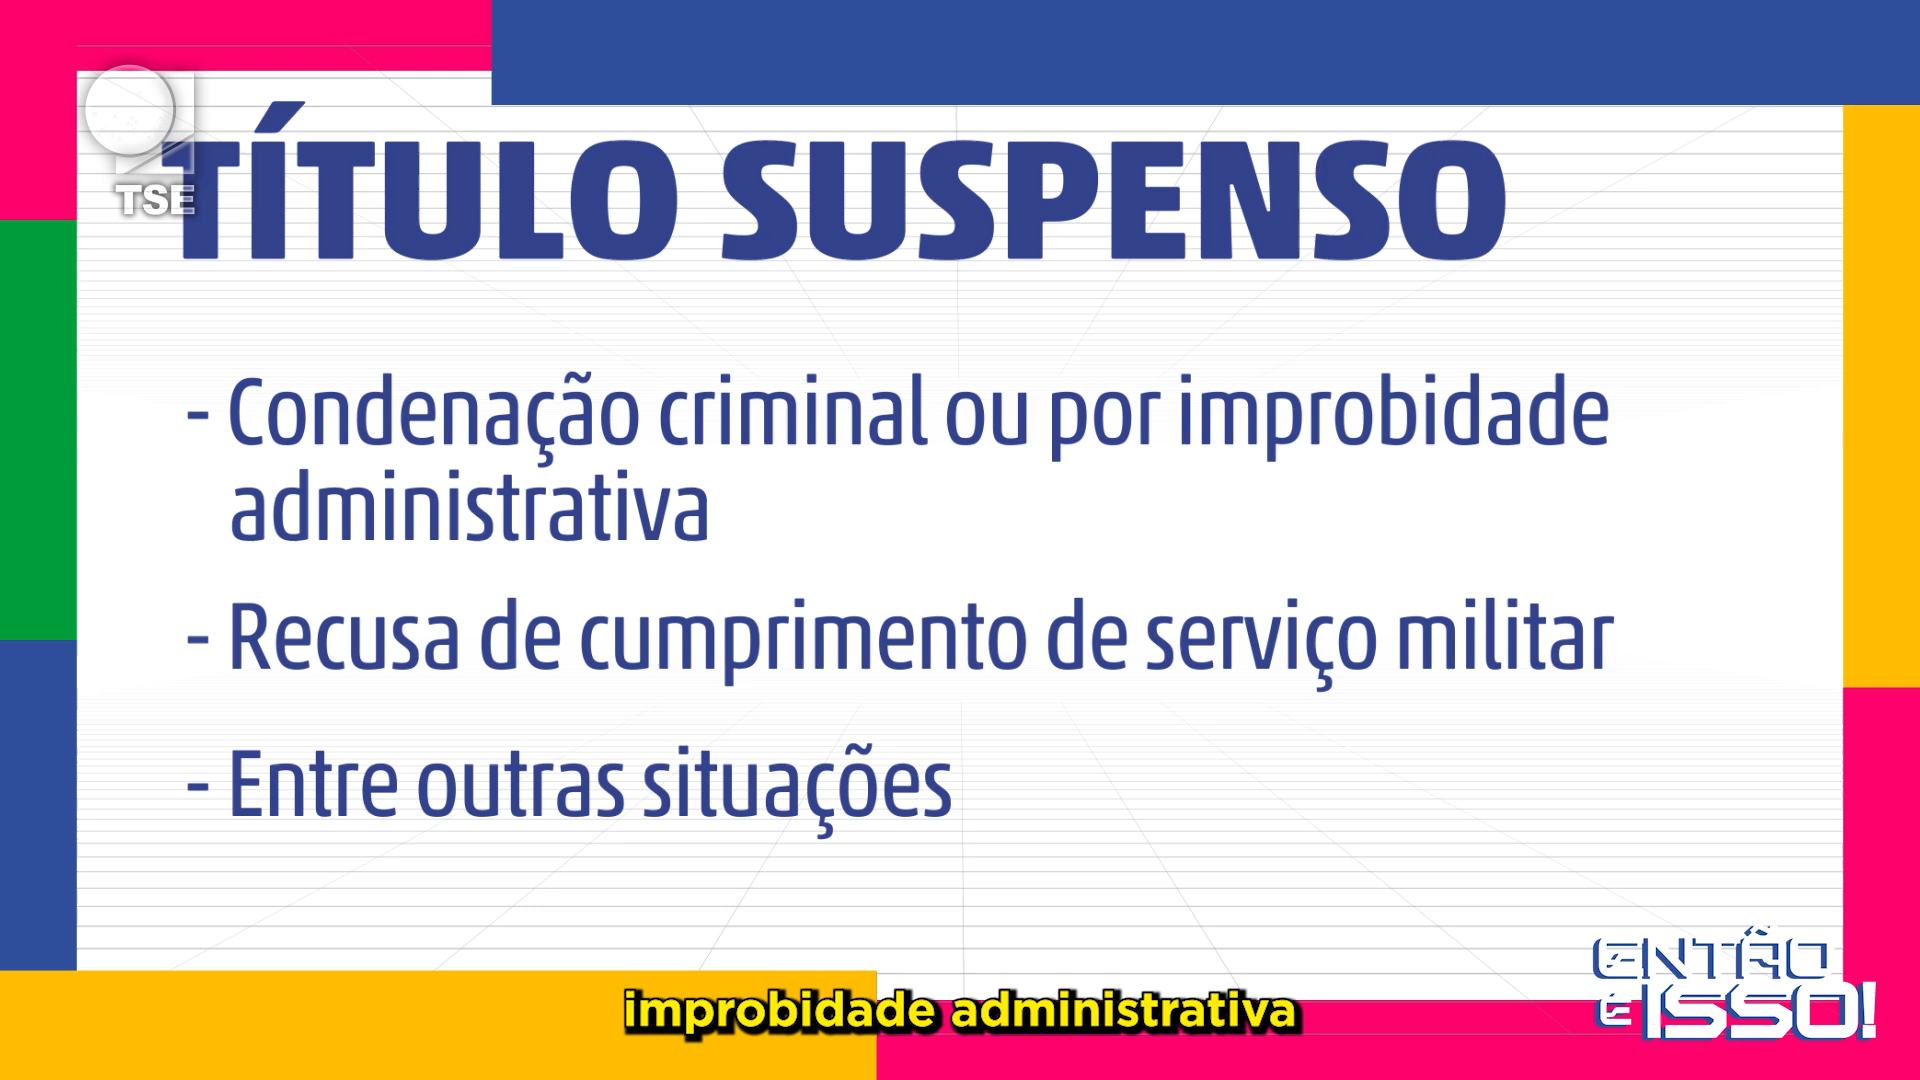 TSE
TÍTULO SUSPENSO
- Condenação criminal ou por improbidade
administrativa
- Recusa de cumprimento de serviço militar
- Entre outras situações
improbidade administrativa
ENTÃO
É ISSO!